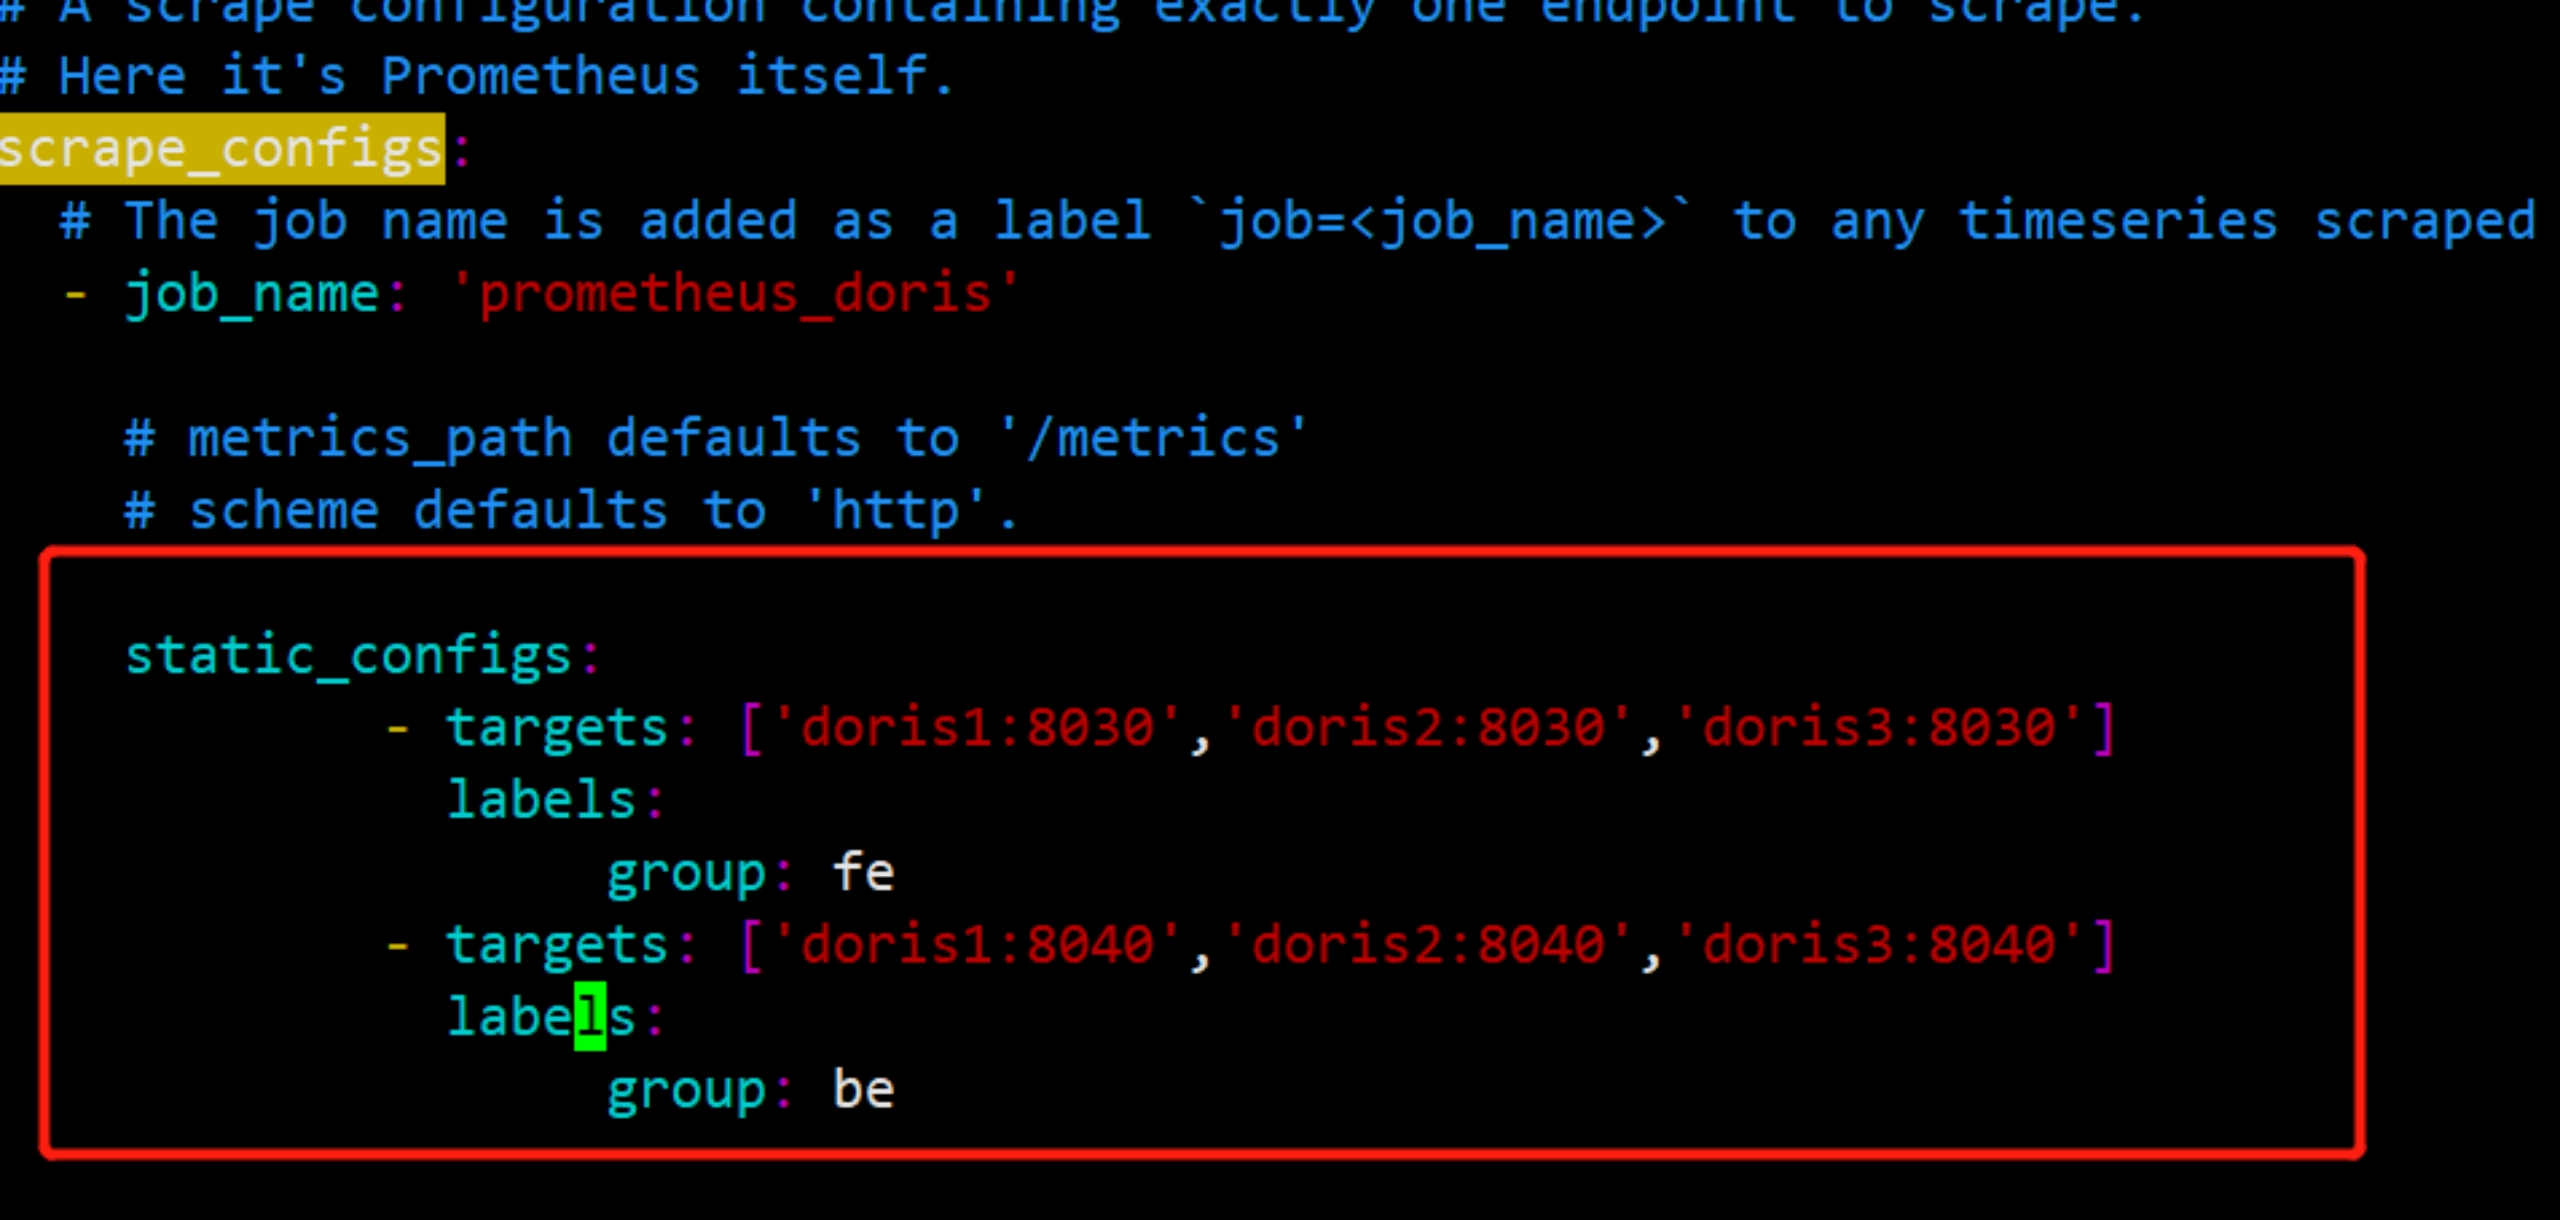 # A scrape configuration containing exactly one endpoint to scrape.
# Here it's Prometheus itself.
scrape_configs:
# The job name is added as a label `job=<job_name>` to any timeseries scraped
- job_name: 'prometheus_doris'
# metrics_path defaults to '/metrics'
# scheme defaults to 'http'.
static_configs:
- targets: ['doris1:8030','doris2:8030','doris3:8030']
labels:
group: fe
- targets: ['doris1:8040','doris2:8040','doris3:8040']
labels:
group: be